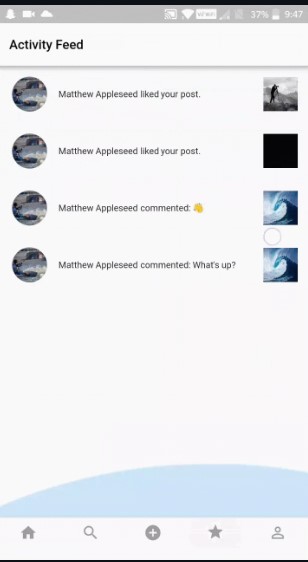 37% 9:47
Activity Feed
Matthew Appleseed liked your post.
Matthew Appleseed liked your post.
Matthew Appleseed commented: 👋
Matthew Appleseed commented: What's up?